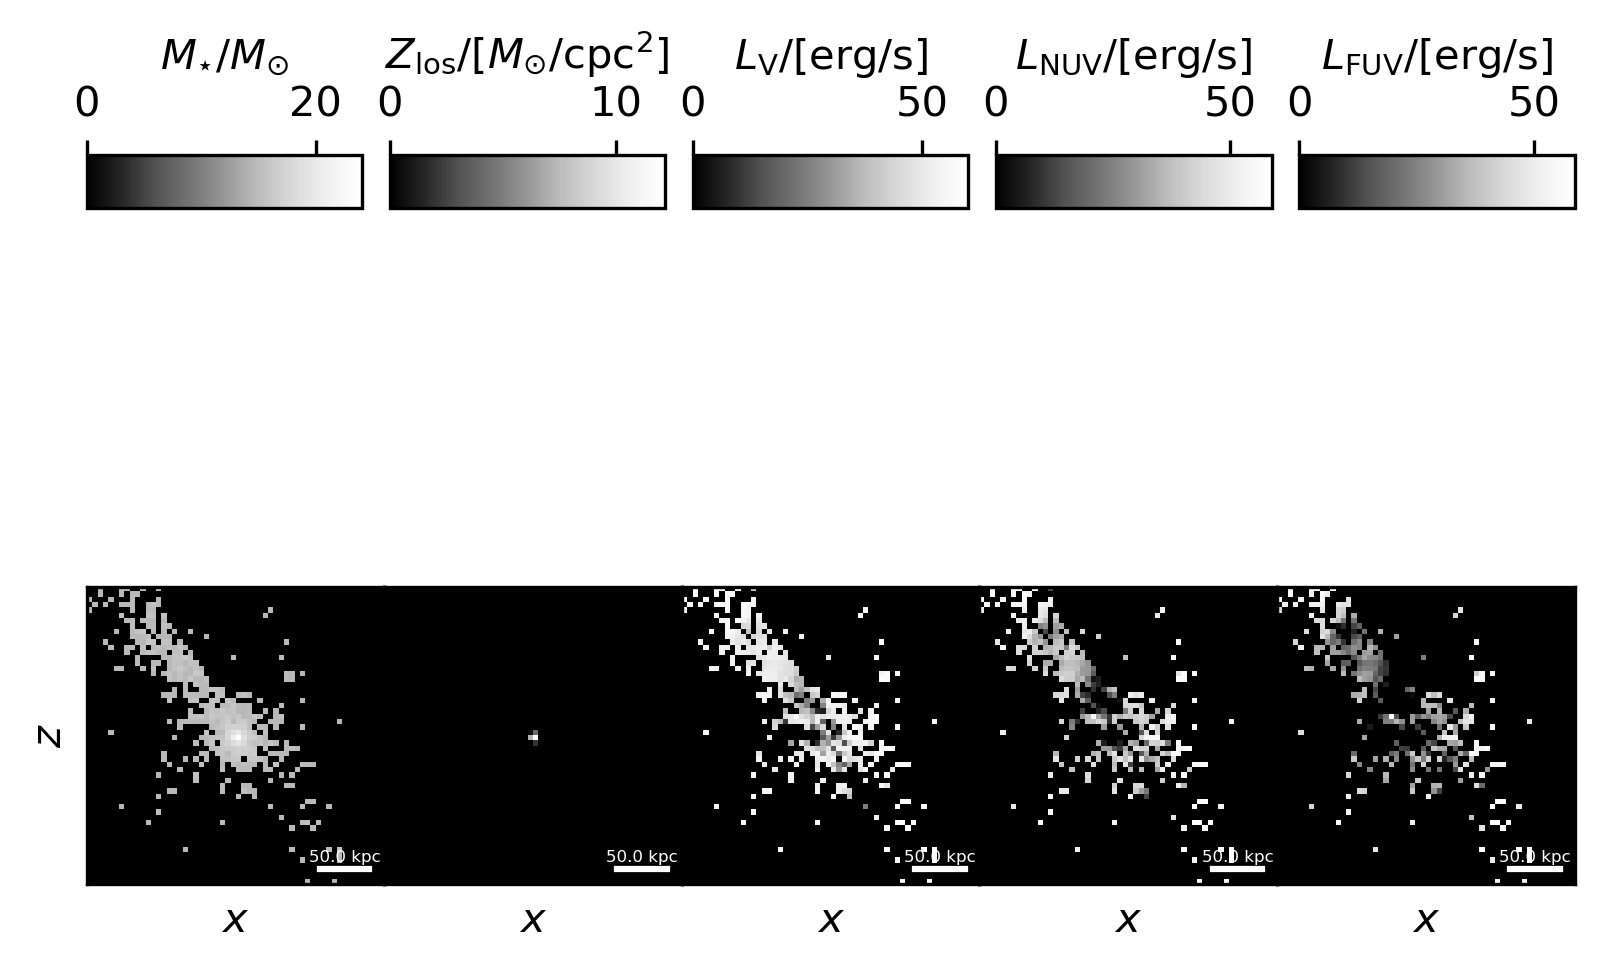 M⋆/M⊙ Z_los/[M⊙/cpc²] L_V/[erg/s] L_NUV/[erg/s] L_FUV/[erg/s]
0 20 0 10 0 50 0 50 0 50
z
50.0 kpc 50.0 kpc 50.0 kpc 50.0 kpc 50.0 kpc
x x x x x